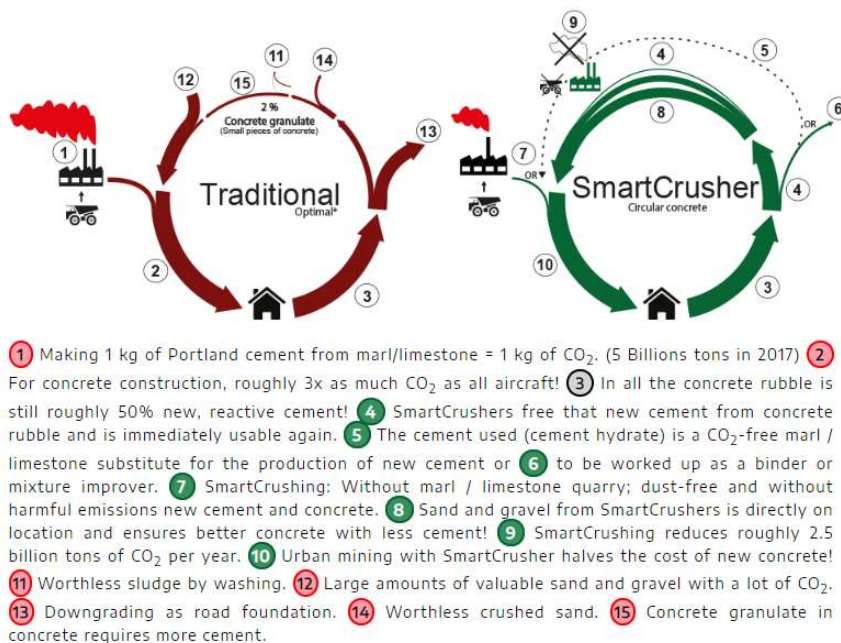 9
12
15
11
14
4
5
2 %
Concrete granulate
(Small pieces of concrete)
13
6
OR
1
8
7
OR
Traditional
Optimal*
SmartCrusher
Circular concrete
4
2
3
10
3
1 Making 1 kg of Portland cement from marl/limestone = 1 kg of CO₂. (5 Billions tons in 2017) 2
For concrete construction, roughly 3x as much CO₂ as all aircraft! 3 In all the concrete rubble is
still roughly 50% new, reactive cement! 4 SmartCrushers free that new cement from concrete
rubble and is immediately usable again. 5 The cement used (cement hydrate) is a CO₂-free marl /
limestone substitute for the production of new cement or 6 to be worked up as a binder or
mixture improver. 7 SmartCrushing: Without marl / limestone quarry; dust-free and without
harmful emissions new cement and concrete. 8 Sand and gravel from SmartCrushers is directly on
location and ensures better concrete with less cement! 9 SmartCrushing reduces roughly 2.5
billion tons of CO₂ per year. 10 Urban mining with SmartCrusher halves the cost of new concrete!
11 Worthless sludge by washing. 12 Large amounts of valuable sand and gravel with a lot of CO₂.
13 Downgrading as road foundation. 14 Worthless crushed sand. 15 Concrete granulate in
concrete requires more cement.